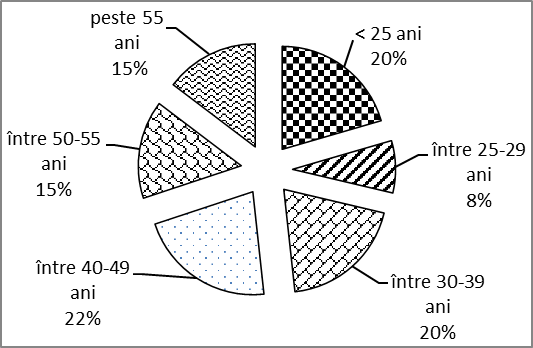 peste 55
ani
15%
< 25 ani
20%
între 25-29
ani
8%
între 30-39
ani
20%
între 40-49
ani
22%
între 50-55
ani
15%